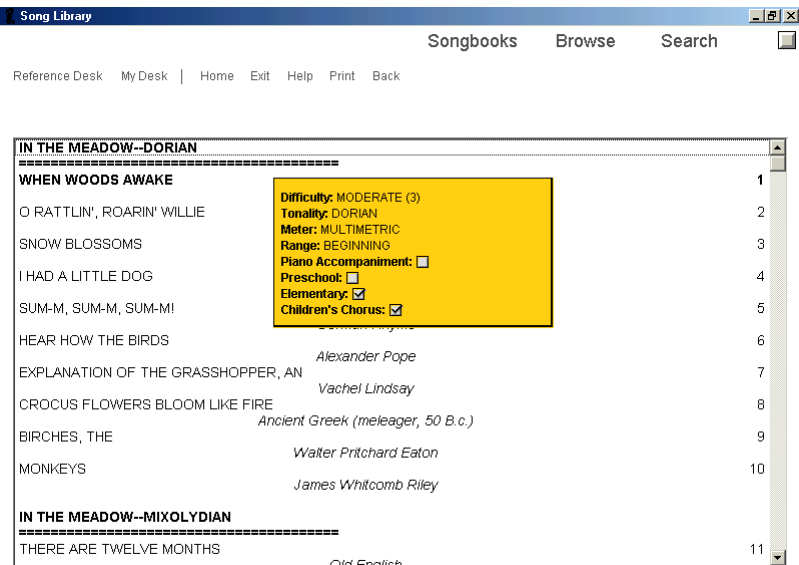 Song Library
Songbooks Browse Search
Reference Desk My Desk | Home Exit Help Print Back
IN THE MEADOW--DORIAN
========================================
WHEN WOODS AWAKE 1
Difficulty: MODERATE (3)
O RATTLIN', ROARIN' WILLIE 2
Tonality: DORIAN
Meter: MULTIMETRIC
SNOW BLOSSOMS 3
Range: BEGINNING
Piano Accompaniment:
I HAD A LITTLE DOG 4
Preschool:
Elementary:
SUM-M, SUM-M, SUM-M! 5
Children's Chorus:
HEAR HOW THE BIRDS 6
Alexander Pope
EXPLANATION OF THE GRASSHOPPER, AN 7
Vachel Lindsay
CROCUS FLOWERS BLOOM LIKE FIRE 8
Ancient Greek (meleager, 50 B.c.)
BIRCHES, THE 9
Walter Pritchard Eaton
MONKEYS 10
James Whitcomb Riley
IN THE MEADOW--MIXOLYDIAN
========================================
THERE ARE TWELVE MONTHS 11
Old English